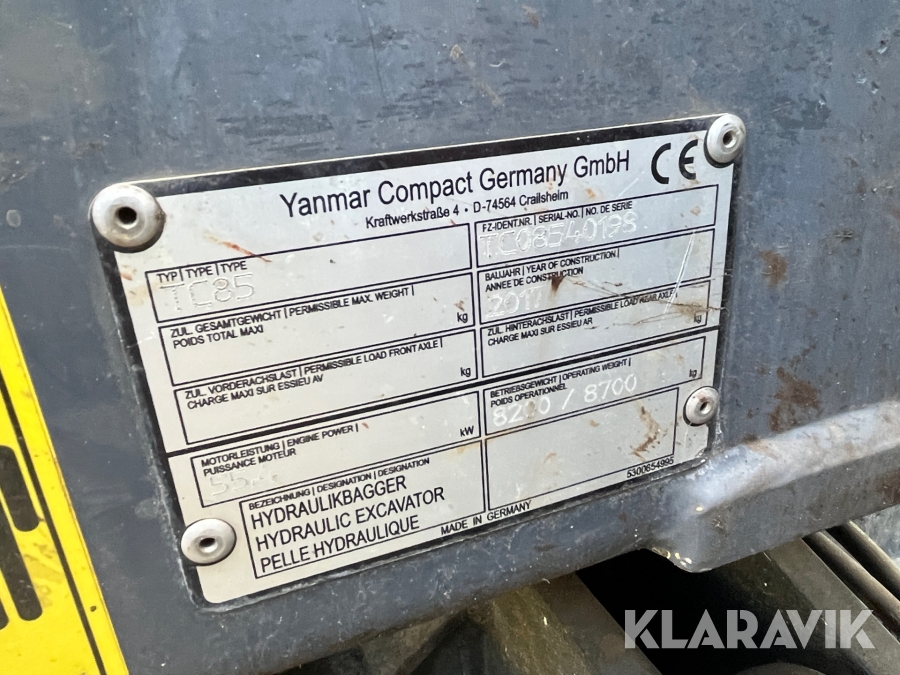 Yanmar Compact Germany GmbH
Kraftwerkstraße 4 • D-74564 Crailsheim
CE
TYP | TYPE | TYPE
TC85
FZ-IDENT.NR. | SERIAL-NO. | NO. DE SERIE
TC08540198
ZUL. GESAMTGEWICHT | PERMISSIBLE MAX. WEIGHT |
POIDS TOTAL MAXI
kg
BAUJAHR | YEAR OF CONSTRUCTION |
ANNEE DE CONSTRUCTION
2017
ZUL. VORDERACHSLAST | PERMISSIBLE LOAD FRONT AXLE |
CHARGE MAXI SUR ESSIEU AV
kg
ZUL. HINTERACHSLAST | PERMISSIBLE LOAD REAR AXLE |
CHARGE MAXI SUR ESSIEU AR
kg
MOTORLEISTUNG | ENGINE POWER |
PUISSANCE MOTEUR
kW
BETRIEBSGEWICHT | OPERATING WEIGHT |
POIDS OPERATIONNEL
/ 8700
kg
BEZEICHNUNG | DESIGNATION | DESIGNATION
HYDRAULIKBAGGER
HYDRAULIC EXCAVATOR
PELLE HYDRAULIQUE
MADE IN GERMANY
5300654995
KLARAVIK